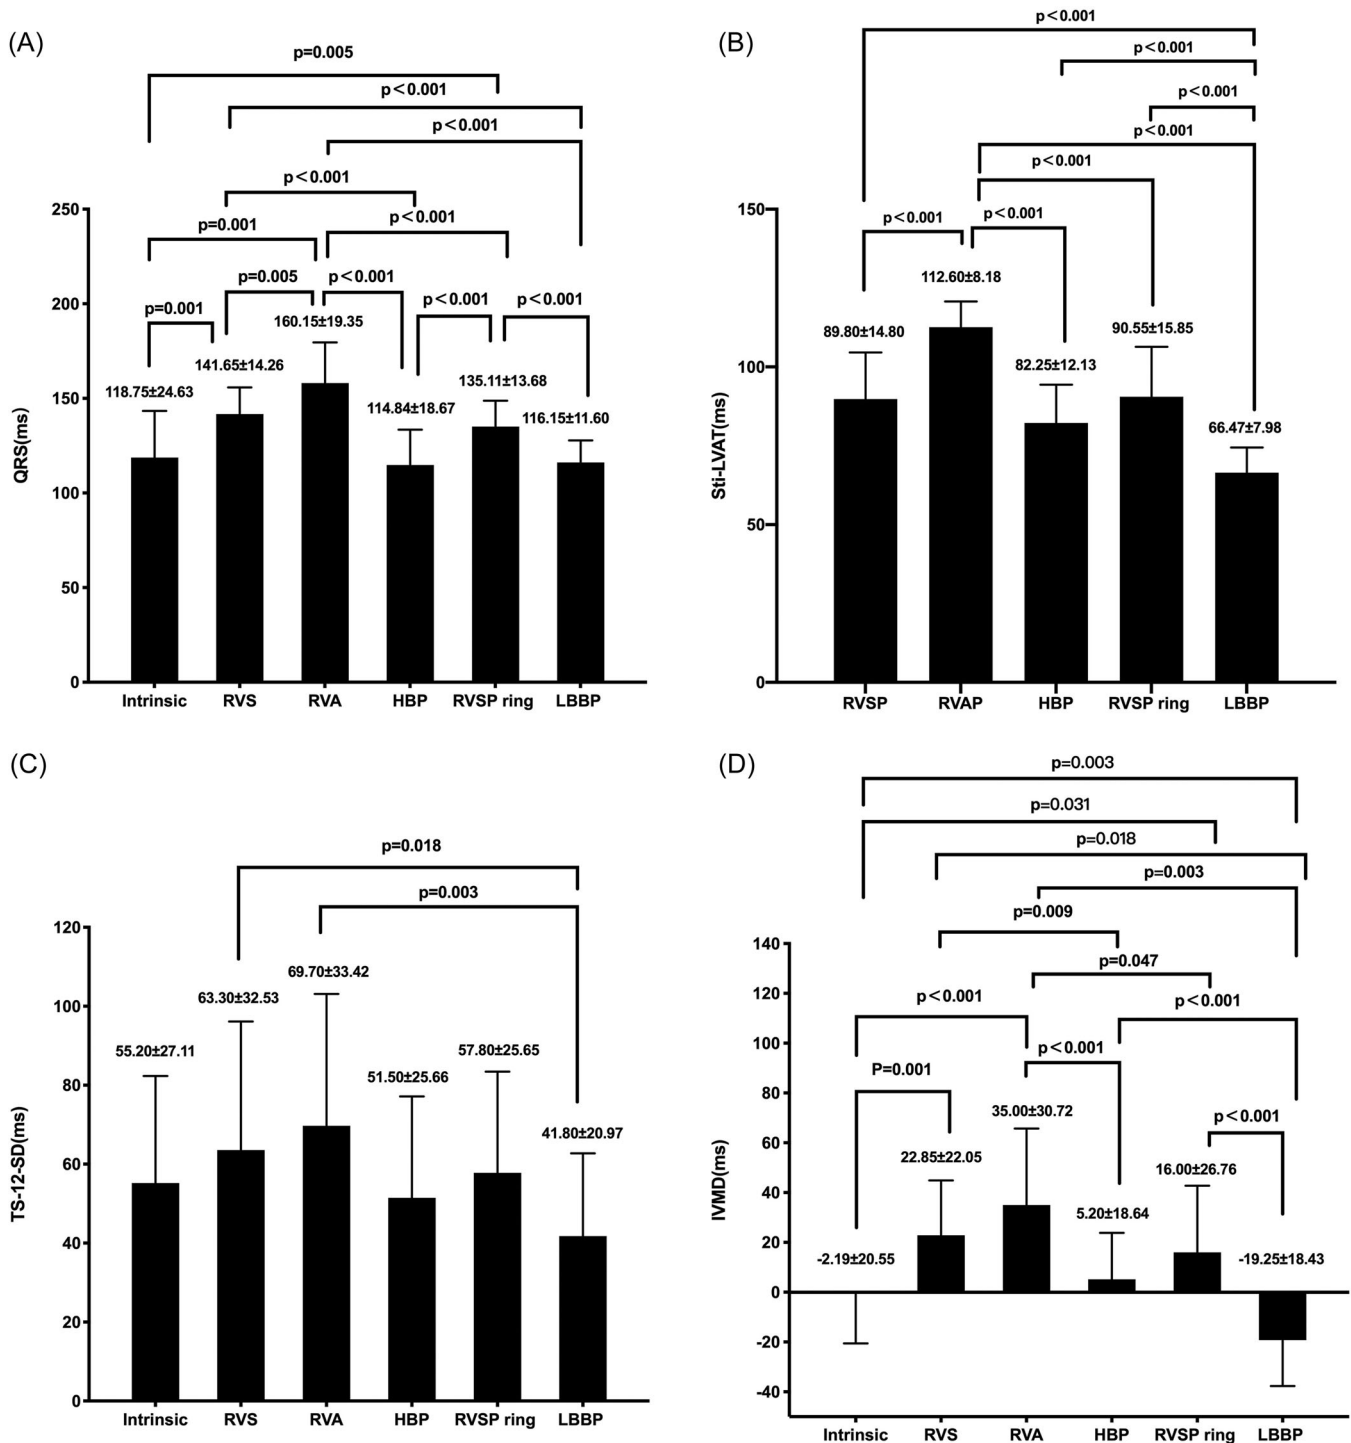 (A)
p=0.005
p<0.001
p<0.001
p<0.001
p=0.001
p<0.001
p=0.005
p<0.001
p=0.001
p<0.001
p<0.001
118.75±24.63
141.65±14.26
160.15±19.35
114.84±18.67
135.11±13.68
116.15±11.60
QRS(ms)
250
200
150
100
50
0
Intrinsic RVS RVA HBP RVSP ring LBBP
(B)
p<0.001
p<0.001
p<0.001
p<0.001
p<0.001
p<0.001
p<0.001
89.80±14.80
112.60±8.18
82.25±12.13
90.55±15.85
66.47±7.98
Sti-LVAT(ms)
150
100
50
0
RVSP RVAP HBP RVSP ring LBBP
(C)
p=0.018
p=0.003
55.20±27.11
63.30±32.53
69.70±33.42
51.50±25.66
57.80±25.65
41.80±20.97
TS-12-SD(ms)
120
100
80
60
40
20
0
Intrinsic RVS RVA HBP RVSP ring LBBP
(D)
p=0.003
p=0.031
p=0.018
p=0.003
p=0.009
p=0.047
p<0.001
p<0.001
p<0.001
P=0.001
p<0.001
-2.19±20.55
22.85±22.05
35.00±30.72
5.20±18.64
16.00±26.76
-19.25±18.43
IVMD(ms)
140
120
100
80
60
40
20
0
-20
-40
Intrinsic RVS RVA HBP RVSP ring LBBP